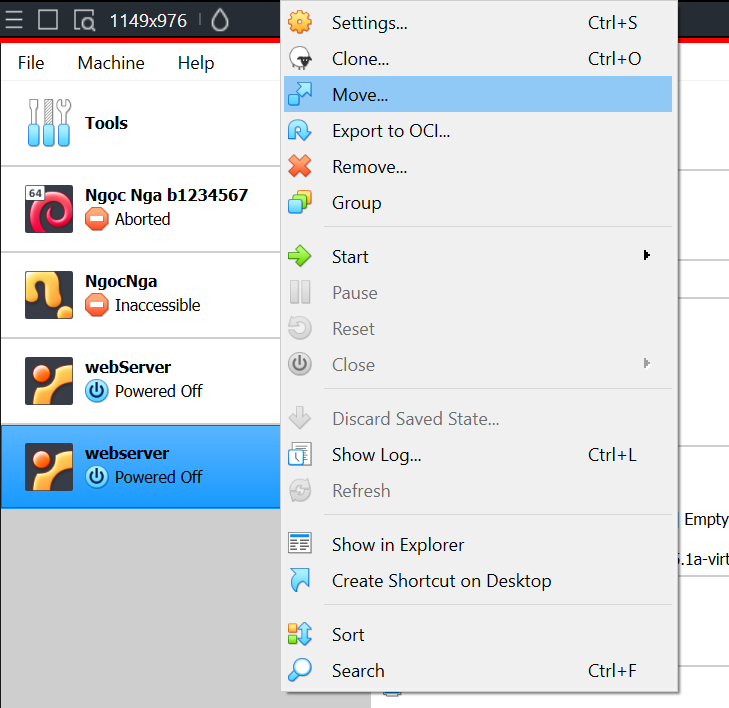 1149x976
File Machine Help
Tools
64
Ngọc Nga b1234567
Aborted
NgocNga
Inaccessible
webServer
Powered Off
webserver
Powered Off
Settings... Ctrl+S
Clone... Ctrl+O
Move...
Export to OCI...
Remove...
Group
Start
Pause
Reset
Close
Discard Saved State...
Show Log... Ctrl+L
Refresh
Show in Explorer
Create Shortcut on Desktop
Sort
Search Ctrl+F
Empty
.1a-virt